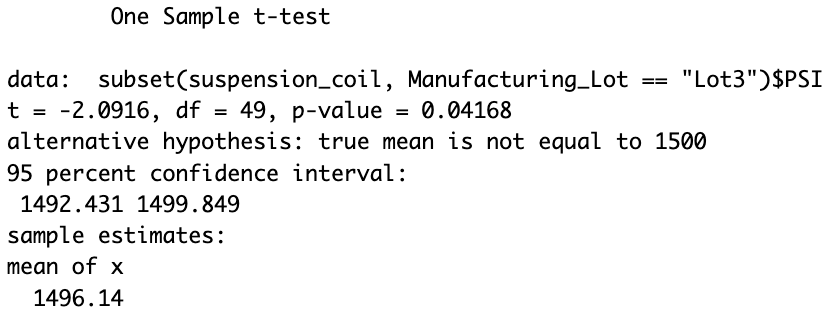 One Sample t-test
data:  subset(suspension_coil, Manufacturing_Lot == "Lot3")$PSI
t = -2.0916, df = 49, p-value = 0.04168
alternative hypothesis: true mean is not equal to 1500
95 percent confidence interval:
1492.431 1499.849
sample estimates:
mean of x
1496.14